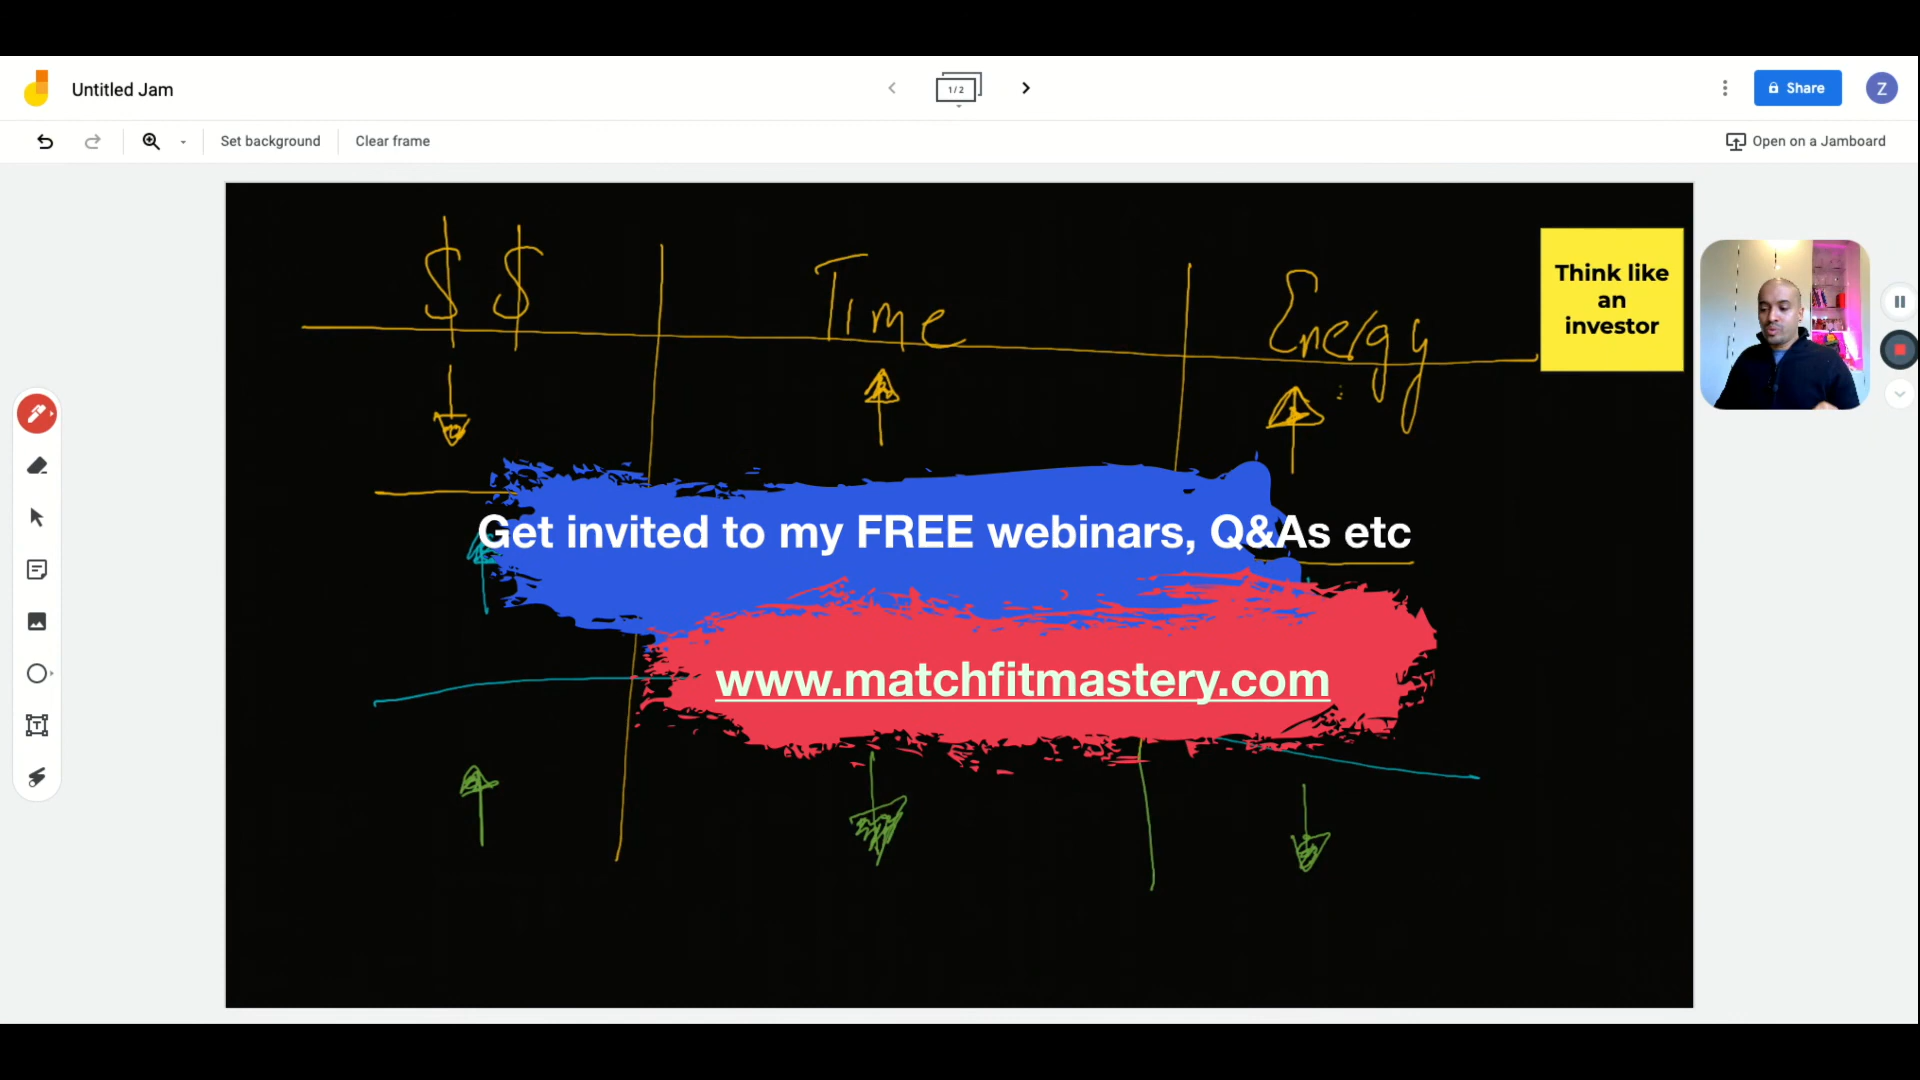 Untitled Jam
1/2
Share
Z
Set background
Clear frame
Open on a Jamboard
$ $
Time
Energy
Think like
an
investor
Get invited to my FREE webinars, Q&As etc
www.matchfitmastery.com